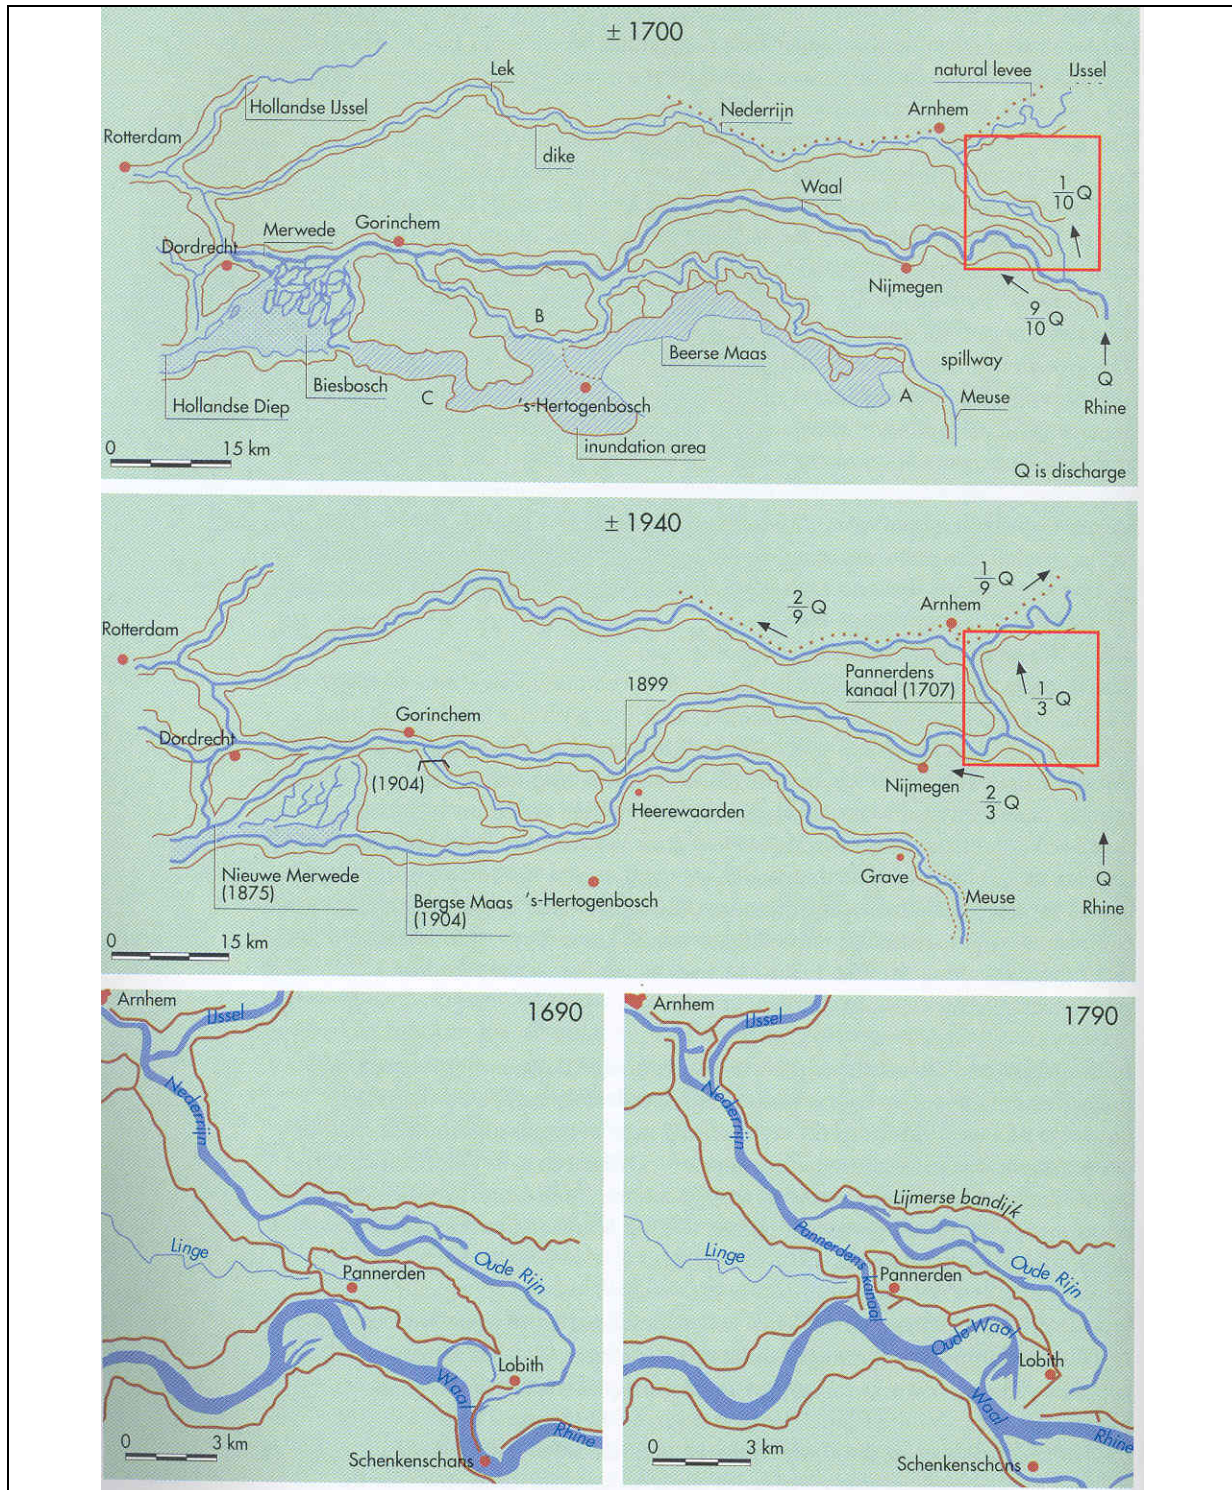 ± 1700
Lek
natural levee
IJssel
Hollandse IJssel
Nederrijn
Arnhem
Rotterdam
dike
Waal
1/10 Q
Merwede
Gorinchem
Dordrecht
Nijmegen
9/10 Q
B
Beerse Maas
spillway
Biesbosch
C
A
Q
Hollandse Diep
's-Hertogenbosch
Meuse
Rhine
inundation area
0 15 km
Q is discharge
± 1940
1/9 Q
2/9 Q
Arnhem
Rotterdam
Pannerdens
kanaal (1707)
1899
1/3 Q
Gorinchem
Dordrecht
(1904)
Nijmegen
2/3 Q
Heerewaarden
Nieuwe Merwede
(1875)
Bergse Maas
(1904)
's-Hertogenbosch
Grave
Meuse
Q
Rhine
0 15 km
Arnhem
IJssel
1690
Nederrijn
Linge
Oude Rijn
Pannerden
Lobith
Waal
Rhine
0 3 km
Schenkenschans
Arnhem
IJssel
1790
Nederrijn
Lijmerse bandijk
Pannerdens kanaal
Linge
Oude Rijn
Pannerden
Oude Waal
Lobith
Waal
Rhine
0 3 km
Schenkenschans